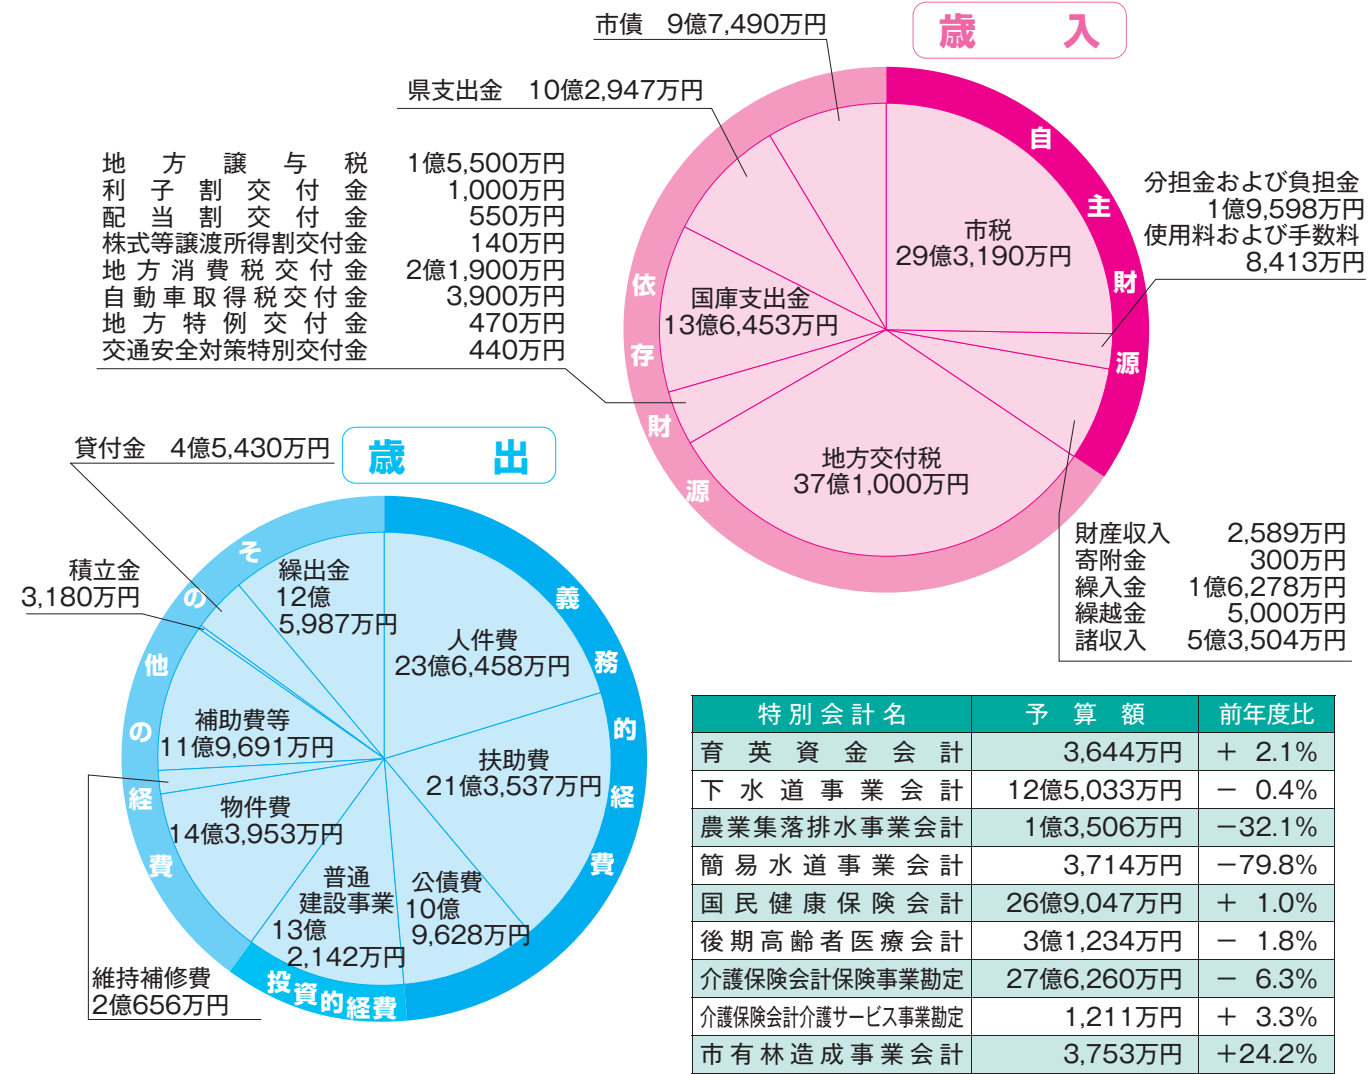 歳入
市債 9億7,490万円
県支出金 10億2,947万円
地方譲与税 1億5,500万円
利子割交付金 1,000万円
配当割交付金 550万円
株式等譲渡所得割交付金 140万円
地方消費税交付金 2億1,900万円
自動車取得税交付金 3,900万円
地方特例交付金 470万円
交通安全対策特別交付金 440万円
自主財源
依存財源
市税
29億3,190万円
分担金および負担金
1億9,598万円
使用料および手数料
8,413万円
国庫支出金
13億6,453万円
地方交付税
37億1,000万円
財産収入 2,589万円
寄附金 300万円
繰入金 1億6,278万円
繰越金 5,000万円
諸収入 5億3,504万円
歳出
貸付金 4億5,430万円
積立金
3,180万円
その他の経費
義務的経費
投資的経費
繰出金
12億
5,987万円
人件費
23億6,458万円
補助費等
11億9,691万円
扶助費
21億3,537万円
物件費
14億3,953万円
普通
建設事業
13億
2,142万円
公債費
10億
9,628万円
維持補修費
2億656万円
特別会計名 予算額 前年度比
育英資金会計 3,644万円 + 2.1%
下水道事業会計 12億5,033万円 − 0.4%
農業集落排水事業会計 1億3,506万円 −32.1%
簡易水道事業会計 3,714万円 −79.8%
国民健康保険会計 26億9,047万円 + 1.0%
後期高齢者医療会計 3億1,234万円 − 1.8%
介護保険会計保険事業勘定 27億6,260万円 − 6.3%
介護保険会計介護サービス事業勘定 1,211万円 + 3.3%
市有林造成事業会計 3,753万円 +24.2%